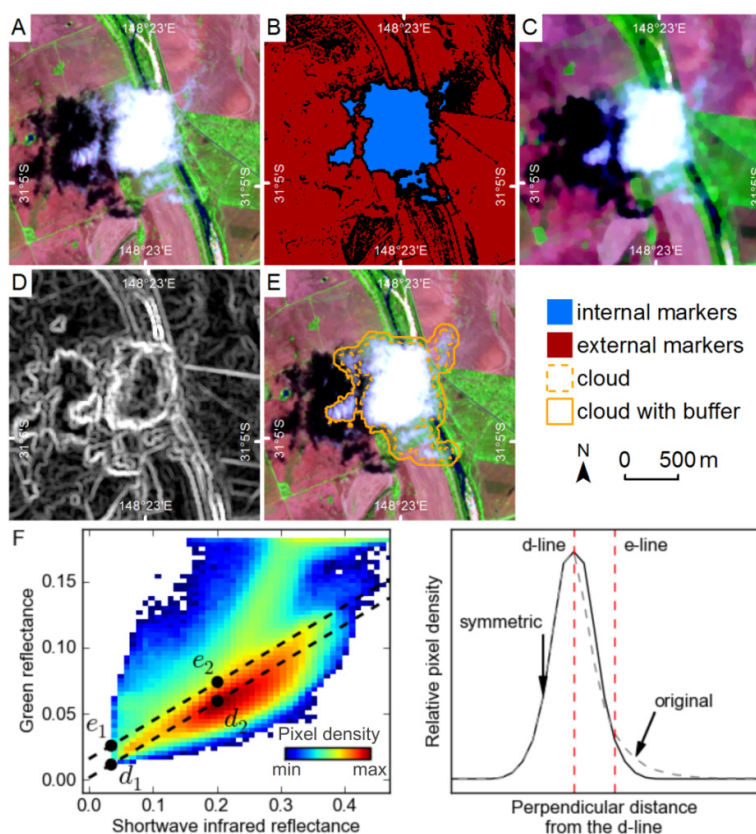 A
148°23'E
31°5'S
148°23'E
B
148°23'E
31°5'S
31°5'S
148°23'E
C
148°23'E
31°5'S
148°23'E
D
31°5'S
148°23'E
E
31°5'S
148°23'E
internal markers
external markers
cloud
cloud with buffer
N
0 500 m
F
Green reflectance
0.15
0.10
0.05
0.00
e2
e1
d2
d1
Pixel density
min max
0.0 0.1 0.2 0.3 0.4
Shortwave infrared reflectance
Relative pixel density
d-line e-line
symmetric
original
Perpendicular distance
from the d-line